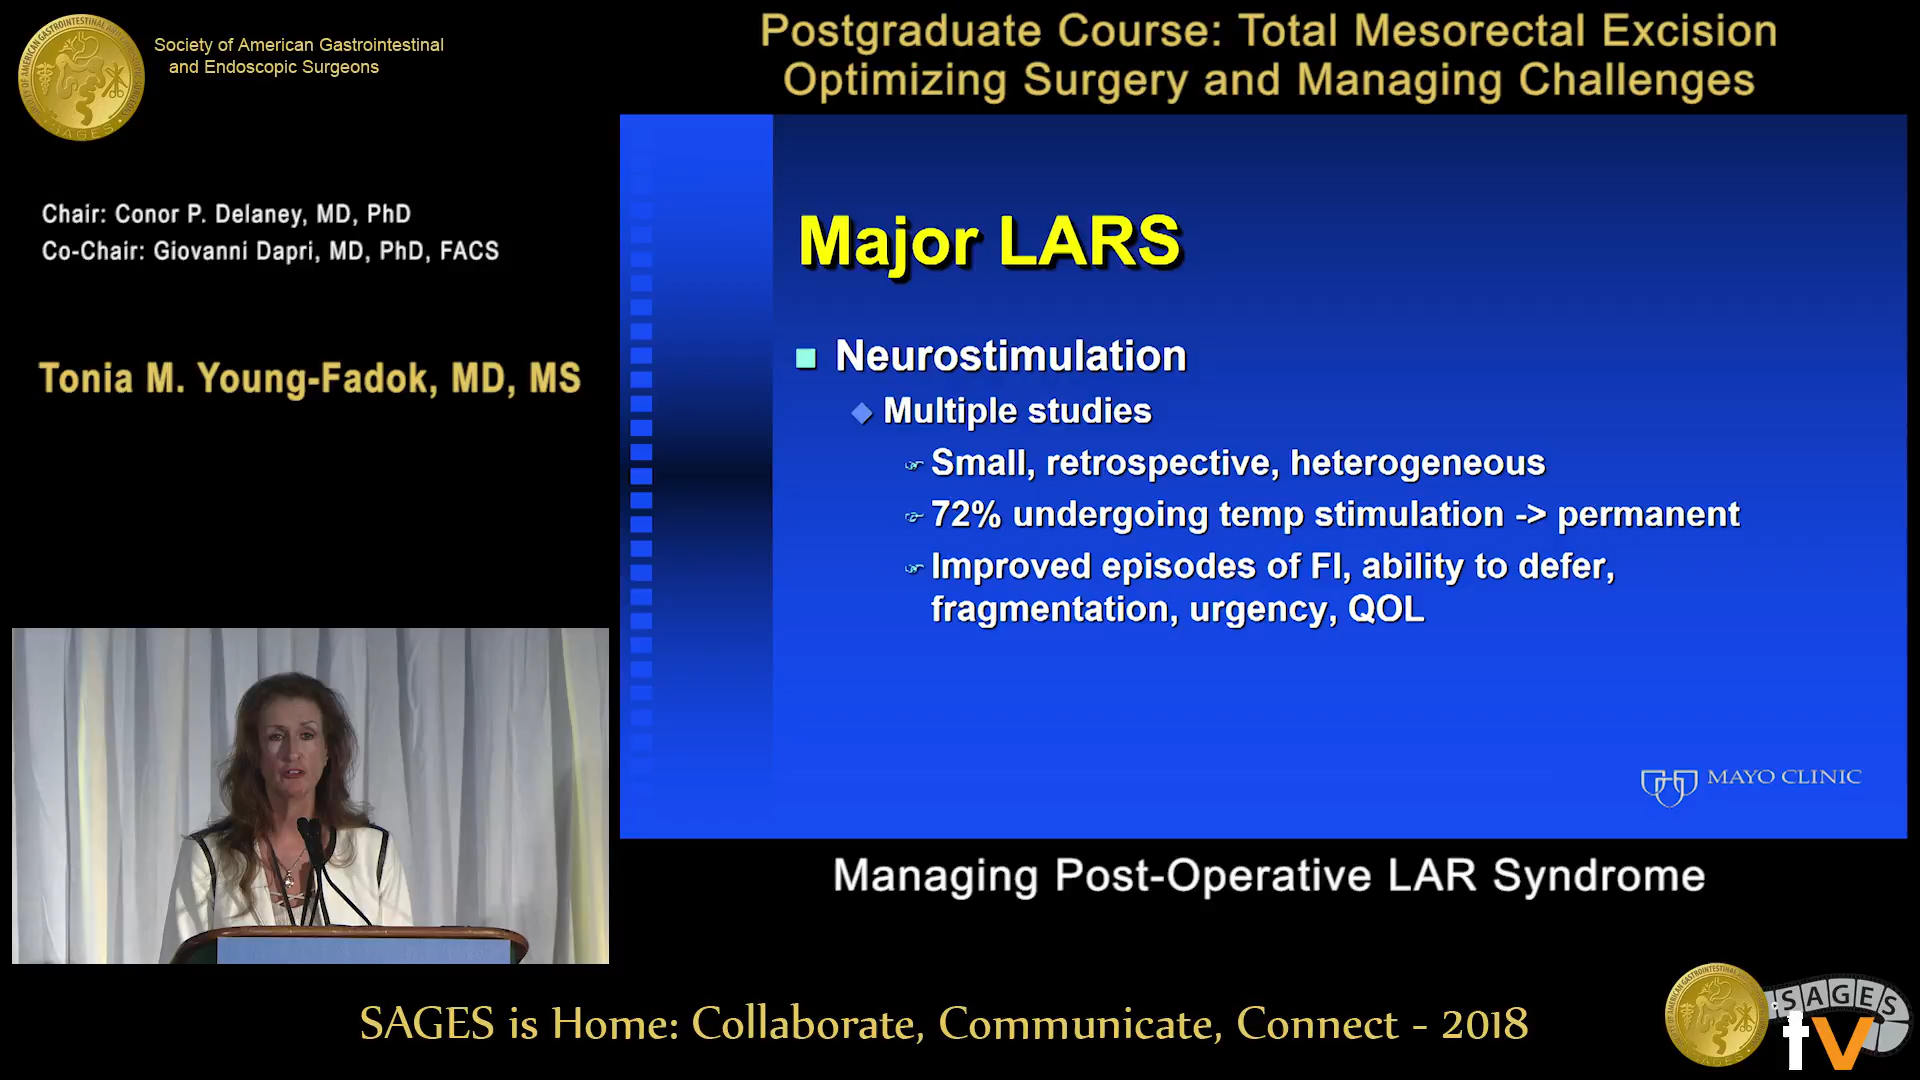 Society of American Gastrointestinal
and Endoscopic Surgeons
Postgraduate Course: Total Mesorectal Excision
Optimizing Surgery and Managing Challenges
Chair: Conor P. Delaney, MD, PhD
Co-Chair: Giovanni Dapri, MD, PhD, FACS
Tonia M. Young-Fadok, MD, MS
Major LARS
Neurostimulation
Multiple studies
Small, retrospective, heterogeneous
72% undergoing temp stimulation -> permanent
Improved episodes of FI, ability to defer,
fragmentation, urgency, QOL
MAYO CLINIC
Managing Post-Operative LAR Syndrome
SAGES is Home: Collaborate, Communicate, Connect - 2018
SAGES
tv